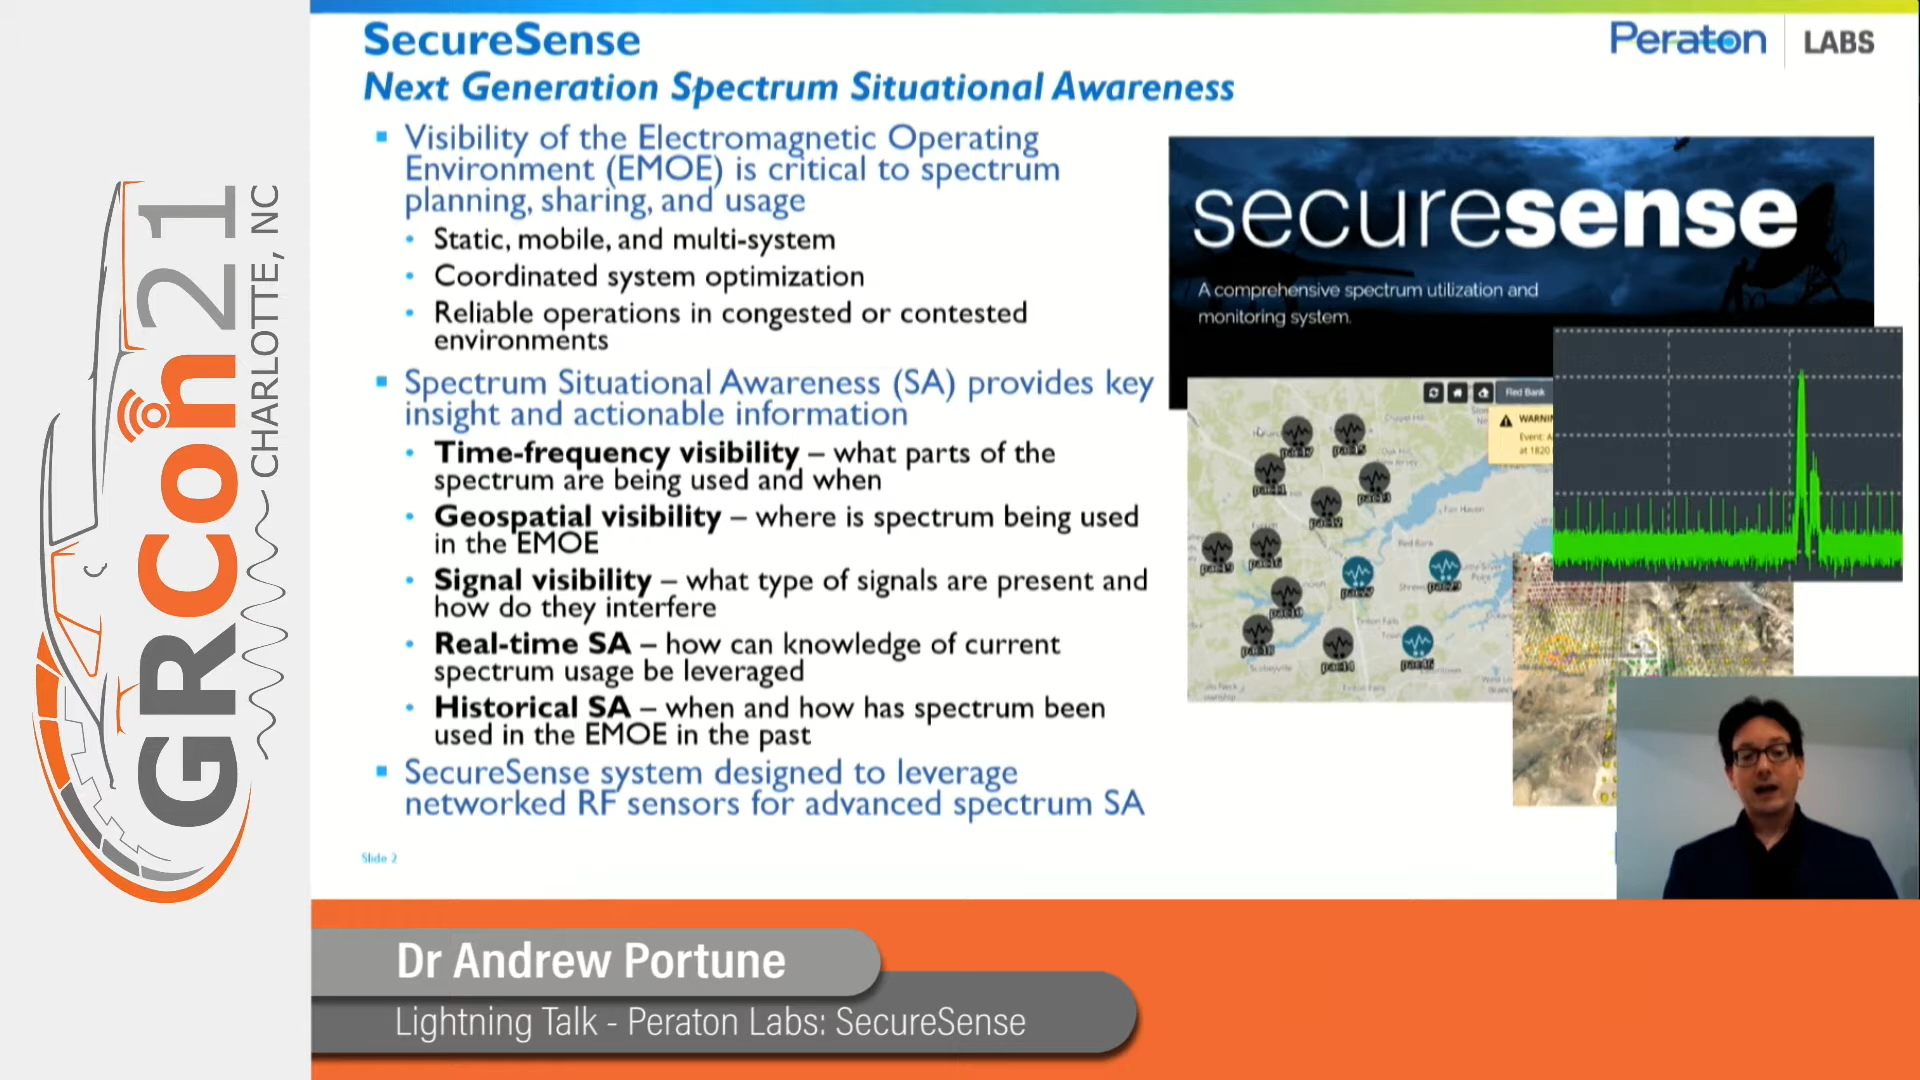 GRCon21
CHARLOTTE, NC
SecureSense
Next Generation Spectrum Situational Awareness
Peraton LABS
Visibility of the Electromagnetic Operating
Environment (EMOE) is critical to spectrum
planning, sharing, and usage
Static, mobile, and multi-system
Coordinated system optimization
Reliable operations in congested or contested
environments
Spectrum Situational Awareness (SA) provides key
insight and actionable information
Time-frequency visibility – what parts of the
spectrum are being used and when
Geospatial visibility – where is spectrum being used
in the EMOE
Signal visibility – what type of signals are present and
how do they interfere
Real-time SA – how can knowledge of current
spectrum usage be leveraged
Historical SA – when and how has spectrum been
used in the EMOE in the past
SecureSense system designed to leverage
networked RF sensors for advanced spectrum SA
Slide 2
securesense
A comprehensive spectrum utilization and
monitoring system.
Red Bank
at 1820
Red Bank
Dr Andrew Portune
Lightning Talk - Peraton Labs: SecureSense